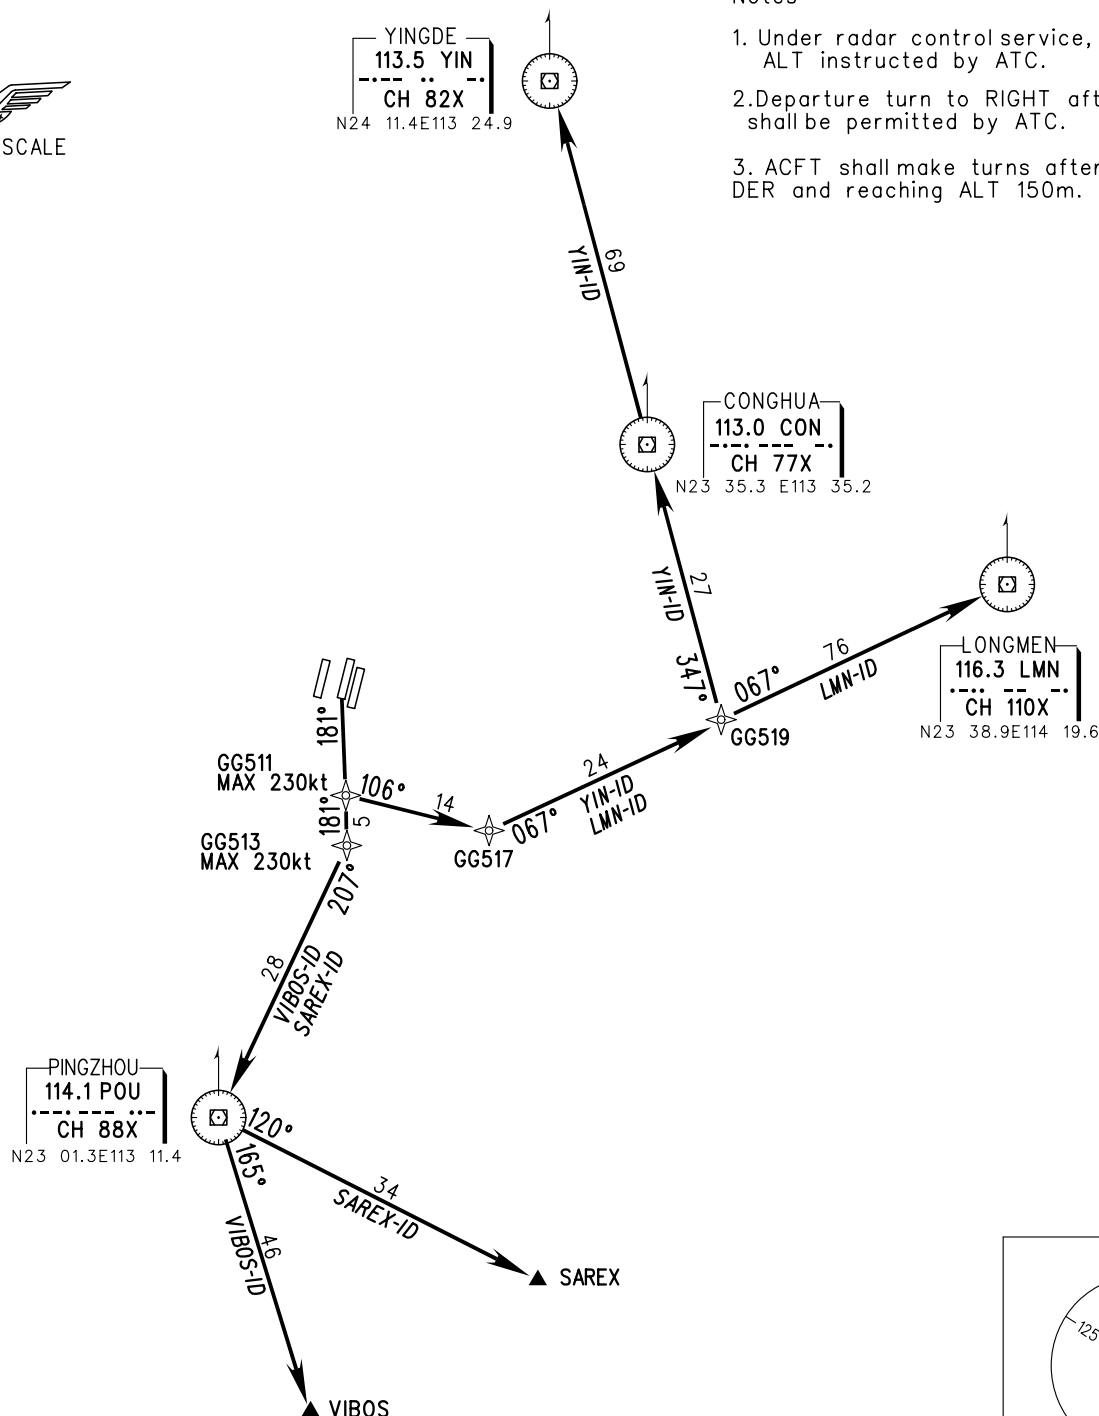 Notes
1. Under radar control service,
ALT instructed by ATC.
2.Departure turn to RIGHT aft
shall be permitted by ATC.
3. ACFT shall make turns after
DER and reaching ALT 150m.
SCALE
YINGDE
113.5 YIN
CH 82X
N24 11.4E113 24.9
69
YIN-ID
CONGHUA
113.0 CON
CH 77X
N23 35.3 E113 35.2
27
YIN-ID
347°
LONGMEN
116.3 LMN
CH 110X
N23 38.9E114 19.6
76
LMN-ID
067°
GG519
181°
GG511
MAX 230kt
106°
14
24
YIN-ID
LMN-ID
067°
GG517
181°
5
GG513
MAX 230kt
207°
28
VIBOS-ID
SAREX-ID
PINGZHOU
114.1 POU
CH 88X
N23 01.3E113 11.4
120°
165°
34
SAREX-ID
46
VIBOS-ID
SAREX
VIBOS
125